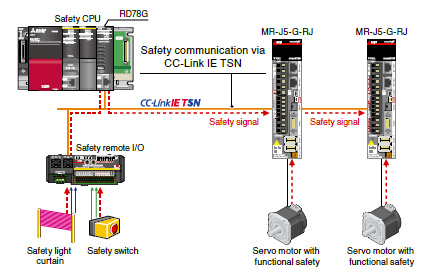 Safety CPU
RD78G
MR-J5-G-RJ
MR-J5-G-RJ
Safety communication via
CC-Link IE TSN
CC-Link IE TSN
Safety signal
Safety signal
Safety remote I/O
Safety light
curtain
Safety switch
Servo motor with
functional safety
Servo motor with
functional safety